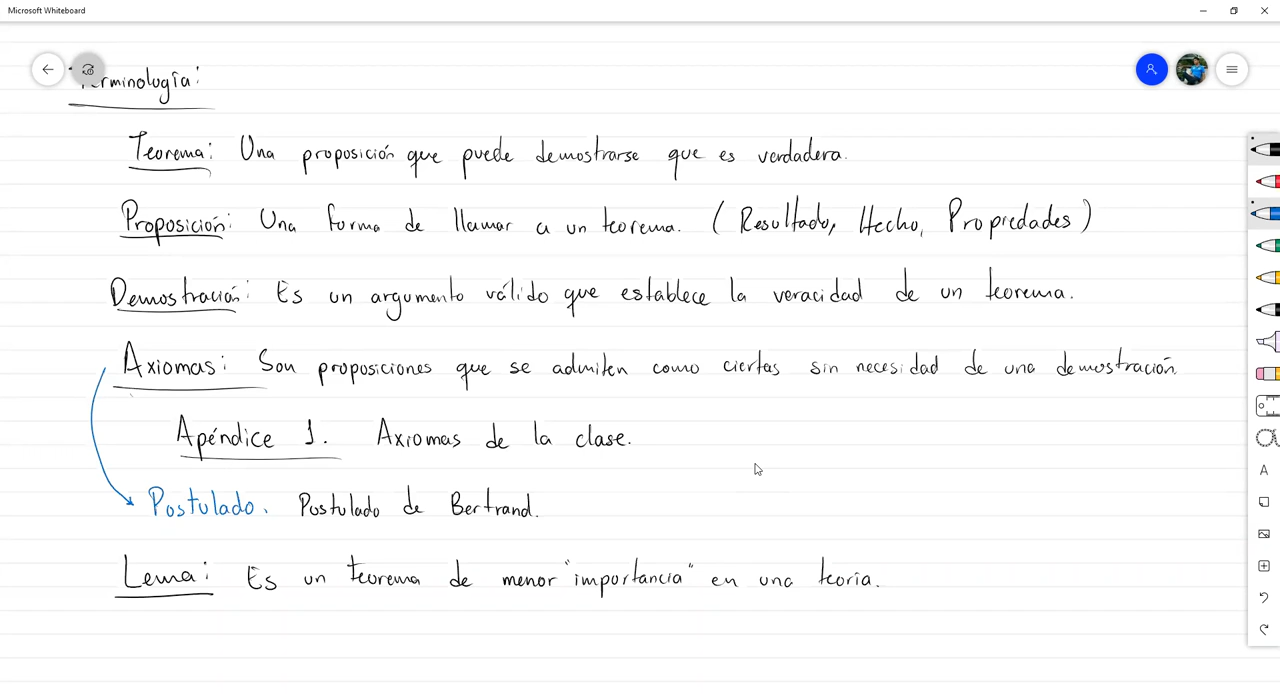 Microsoft Whiteboard
Terminología:
Teorema: Una proposición que puede demostrarse que es verdadera.
Proposición: Una forma de llamar a un teorema. (Resultado, Hecho, Propiedades)
Demostración: Es un argumento válido que establece la veracidad de un teorema.
Axiomas: Son proposiciones que se admiten como ciertas sin necesidad de una demostración
Apéndice 1. Axiomas de la clase.
Postulado. Postulado de Bertrand.
Lema: Es un teorema de menor "importancia" en una teoría.
A